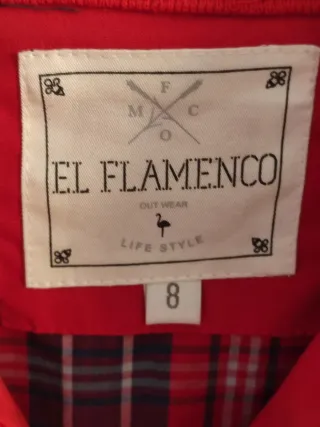 F
M C
O
EL FLAMENCO
OUT WEAR
LIFE STYLE
8